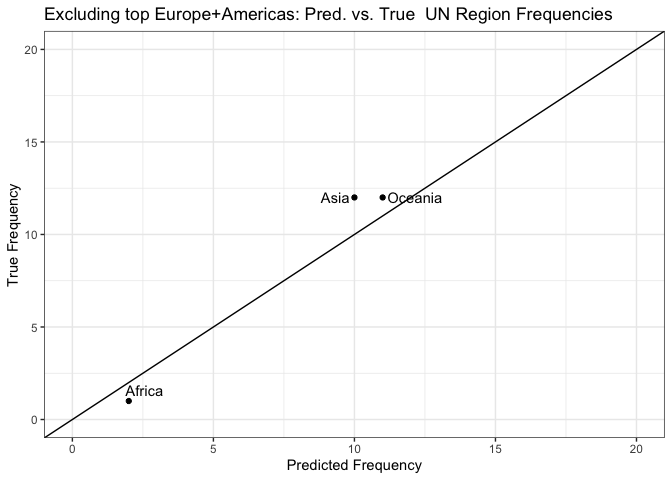 Excluding top Europe+Americas: Pred. vs. True  UN Region Frequencies
20
15
10
5
0
True Frequency
Asia
Oceania
Africa
0 5 10 15 20
Predicted Frequency